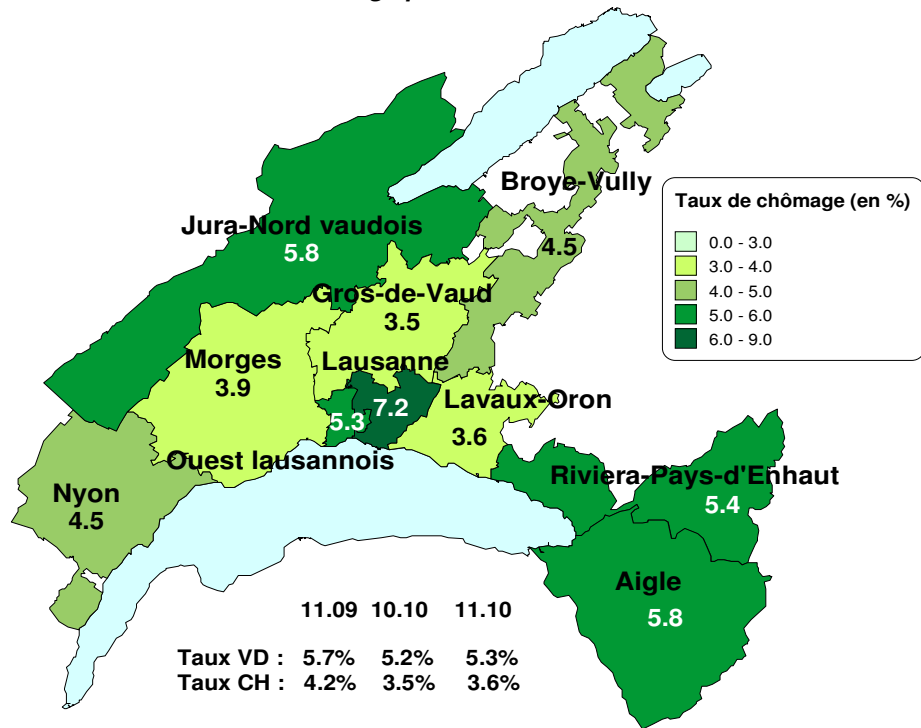 Broye-Vully
4.5
Taux de chômage (en %)
0.0 - 3.0
3.0 - 4.0
4.0 - 5.0
5.0 - 6.0
6.0 - 9.0
Jura-Nord vaudois
5.8
Gros-de-Vaud
3.5
Morges
3.9
Lausanne
7.2
5.3
Lavaux-Oron
3.6
Ouest lausannois
Nyon
4.5
Riviera-Pays-d'Enhaut
5.4
Aigle
5.8
11.09 10.10 11.10
Taux VD : 5.7% 5.2% 5.3%
Taux CH : 4.2% 3.5% 3.6%